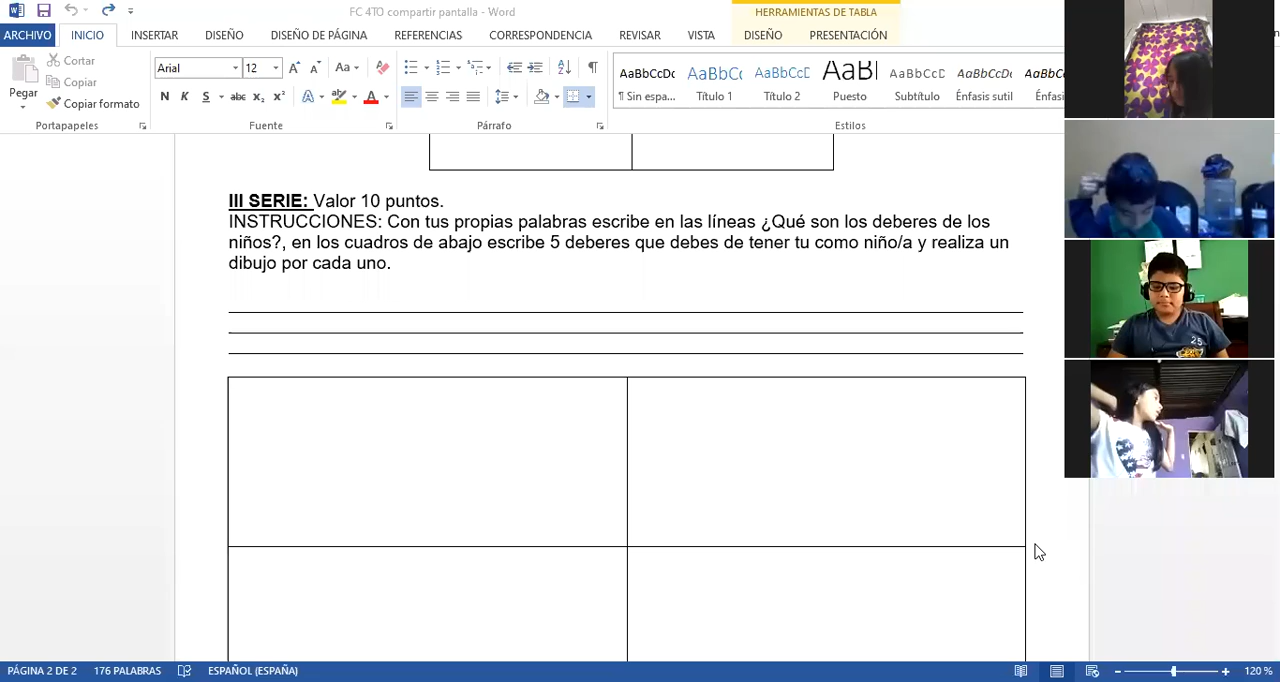 FC 4TO compartir pantalla - Word
HERRAMIENTAS DE TABLA
ARCHIVO INICIO INSERTAR DISEÑO DISEÑO DE PÁGINA REFERENCIAS CORRESPONDENCIA REVISAR VISTA DISEÑO PRESENTACIÓN
Pegar
Cortar
Copiar
Copiar formato
Portapapeles
Arial 12
Aa
N K S abc x₂ x² A A
Fuente
Párrafo
AaBbCcDc AaBbCc AaBbCcD AaBl AaBbCcD AaBbCcDc AaBbCc
¶ Sin espa... Título 1 Título 2 Puesto Subtítulo Énfasis sutil Énfasi
Estilos
III SERIE: Valor 10 puntos.
INSTRUCCIONES: Con tus propias palabras escribe en las líneas ¿Qué son los deberes de los
niños?, en los cuadros de abajo escribe 5 deberes que debes de tener tu como niño/a y realiza un
dibujo por cada uno.
25
PÁGINA 2 DE 2 176 PALABRAS ESPAÑOL (ESPAÑA) 120 %